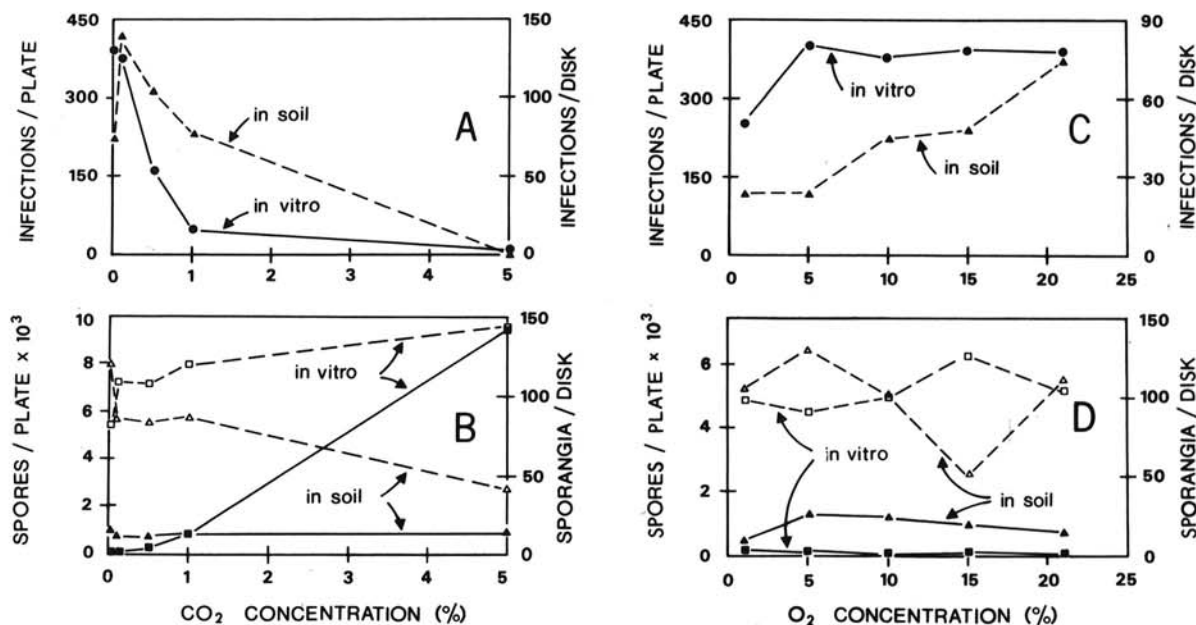 INFECTIONS / PLATE
450
300
150
0
150
100
50
0
INFECTIONS/DISK
A
in soil
in vitro
0
1
2
3
4
5
INFECTIONS / PLATE
450
300
150
0
90
60
30
0
INFECTIONS / DISK
C
in vitro
in soil
0
5
10
15
20
25
SPORES / PLATE x 10³
10
8
6
4
2
1
0
150
100
50
0
SPORANGIA / DISK
B
in vitro
in soil
0
1
2
3
4
5
CO₂ CONCENTRATION (%)
SPORES / PLATE x 10³
6
4
2
0
150
100
50
0
SPORANGIA / DISK
D
in vitro
in soil
0
5
10
15
20
25
O₂ CONCENTRATION (%)